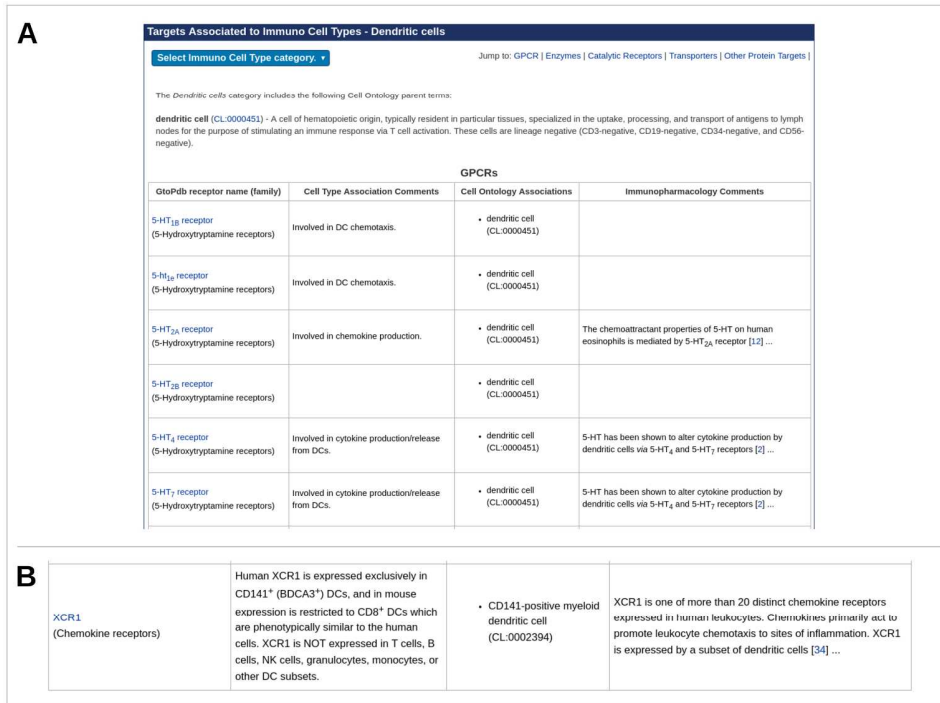 A
Targets Associated to Immuno Cell Types - Dendritic cells
Select Immuno Cell Type category. ▾
Jump to: GPCR | Enzymes | Catalytic Receptors | Transporters | Other Protein Targets |
The Dendritic cells category includes the following Cell Ontology parent terms:
dendritic cell (CL:0000451) - A cell of hematopoietic origin, typically resident in particular tissues, specialized in the uptake, processing, and transport of antigens to lymph
nodes for the purpose of stimulating an immune response via T cell activation. These cells are lineage negative (CD3-negative, CD19-negative, CD34-negative, and CD56-
negative).
GPCRs
GtoPdb receptor name (family) Cell Type Association Comments Cell Ontology Associations Immunopharmacology Comments
5-HT1B receptor
(5-Hydroxytryptamine receptors)
Involved in DC chemotaxis.
• dendritic cell
(CL:0000451)
5-ht1e receptor
(5-Hydroxytryptamine receptors)
Involved in DC chemotaxis.
• dendritic cell
(CL:0000451)
5-HT2A receptor
(5-Hydroxytryptamine receptors)
Involved in chemokine production.
• dendritic cell
(CL:0000451)
The chemoattractant properties of 5-HT on human
eosinophils is mediated by 5-HT2A receptor [12] ...
5-HT2B receptor
(5-Hydroxytryptamine receptors)
• dendritic cell
(CL:0000451)
5-HT4 receptor
(5-Hydroxytryptamine receptors)
Involved in cytokine production/release
from DCs.
• dendritic cell
(CL:0000451)
5-HT has been shown to alter cytokine production by
dendritic cells via 5-HT4 and 5-HT7 receptors [2] ...
5-HT7 receptor
(5-Hydroxytryptamine receptors)
Involved in cytokine production/release
from DCs.
• dendritic cell
(CL:0000451)
5-HT has been shown to alter cytokine production by
dendritic cells via 5-HT4 and 5-HT7 receptors [2] ...
B
XCR1
(Chemokine receptors)
Human XCR1 is expressed exclusively in
CD141+ (BDCA3+) DCs, and in mouse
expression is restricted to CD8+ DCs which
are phenotypically similar to the human
cells. XCR1 is NOT expressed in T cells, B
cells, NK cells, granulocytes, monocytes, or
other DC subsets.
• CD141-positive myeloid
dendritic cell
(CL:0002394)
XCR1 is one of more than 20 distinct chemokine receptors
expressed in human leukocytes. Chemokines primarily act to
promote leukocyte chemotaxis to sites of inflammation. XCR1
is expressed by a subset of dendritic cells [34] ...